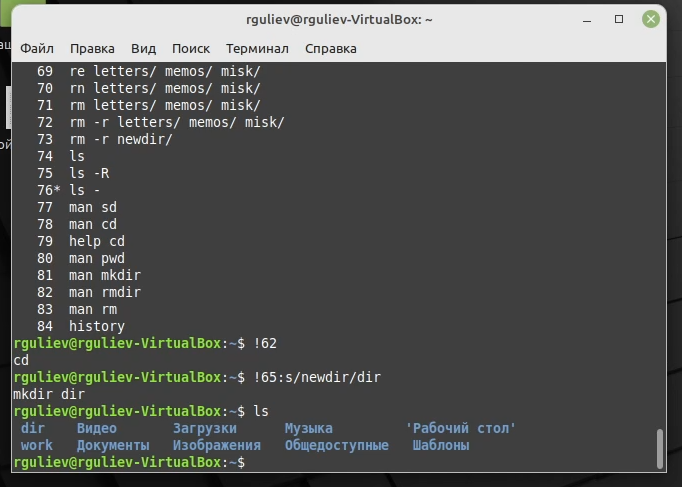 rguliev@rguliev-VirtualBox: ~
Файл Правка Вид Поиск Терминал Справка
69 re letters/ memos/ misk/
70 rn letters/ memos/ misk/
71 rm letters/ memos/ misk/
72 rm -r letters/ memos/ misk/
73 rm -r newdir/
74 ls
75 ls -R
76* ls -
77 man sd
78 man cd
79 help cd
80 man pwd
81 man mkdir
82 man rmdir
83 man rm
84 history
rguliev@rguliev-VirtualBox:~$ !62
cd
rguliev@rguliev-VirtualBox:~$ !65:s/newdir/dir
mkdir dir
rguliev@rguliev-VirtualBox:~$ ls
dir Видео Загрузки Музыка 'Рабочий стол'
work Документы Изображения Общедоступные Шаблоны
rguliev@rguliev-VirtualBox:~$